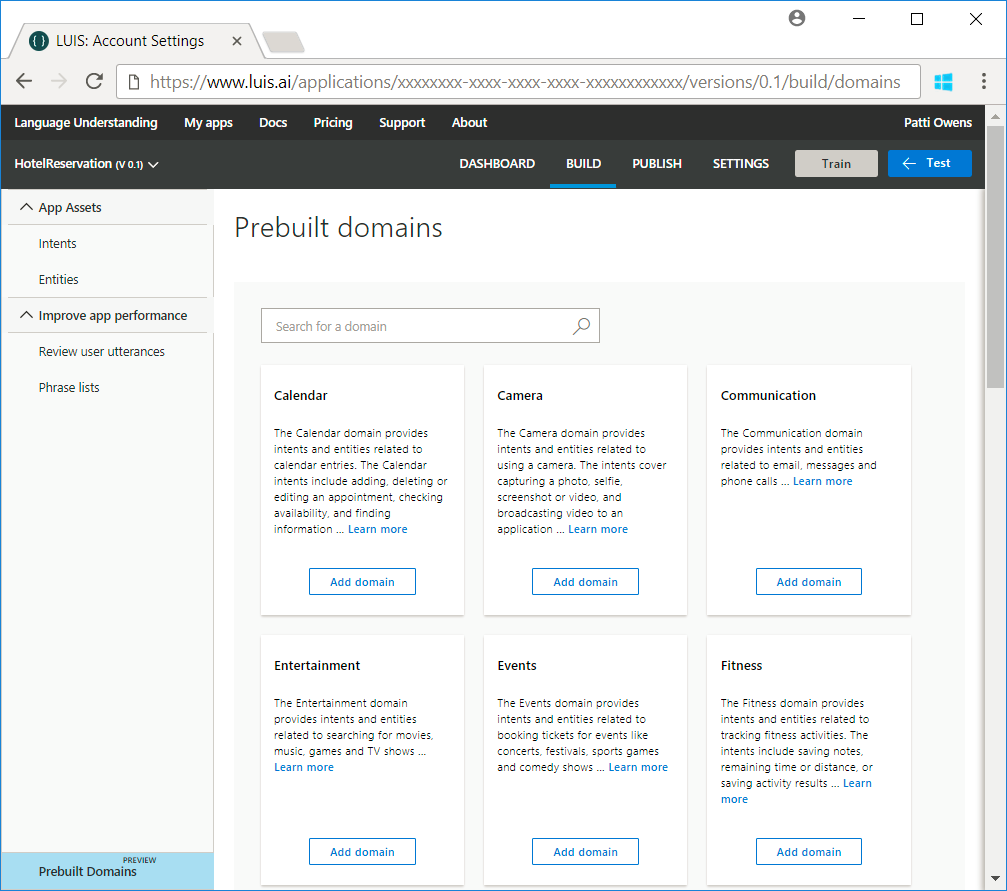 LUIS: Account Settings
https://www.luis.ai/applications/xxxxxxxx-xxxx-xxxx-xxxx-xxxxxxxxxxxx/versions/0.1/build/domains
Language Understanding My apps Docs Pricing Support About Patti Owens
HotelReservation (V 0.1) DASHBOARD BUILD PUBLISH SETTINGS Train Test
App Assets
Intents
Entities
Improve app performance
Review user utterances
Phrase lists
PREVIEW
Prebuilt Domains
Prebuilt domains
Search for a domain
Calendar
The Calendar domain provides
intents and entities related to
calendar entries. The Calendar
intents include adding, deleting or
editing an appointment, checking
availability, and finding
information ... Learn more
Add domain
Camera
The Camera domain provides
intents and entities related to
using a camera. The intents cover
capturing a photo, selfie,
screenshot or video, and
broadcasting video to an
application ... Learn more
Add domain
Communication
The Communication domain
provides intents and entities
related to email, messages and
phone calls ... Learn more
Add domain
Entertainment
The Entertainment domain
provides intents and entities
related to searching for movies,
music, games and TV shows ...
Learn more
Add domain
Events
The Events domain provides
intents and entities related to
booking tickets for events like
concerts, festivals, sports games
and comedy shows ... Learn more
Add domain
Fitness
The Fitness domain provides
intents and entities related to
tracking fitness activities. The
intents include saving notes,
remaining time or distance, or
saving activity results ... Learn
more
Add domain